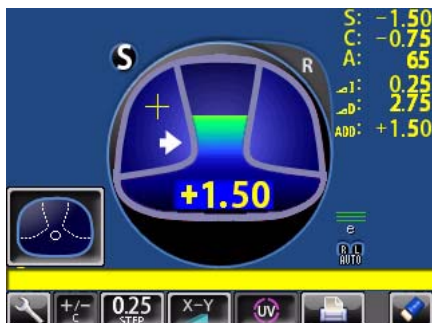 S
R
S: -1.50
C: -0.75
A: 65
⊿I: 0.25
⊿D: 2.75
ADD: +1.50
+1.50
e
R L
AUTO
+/-
C
0.25
STEP
X-Y
UV